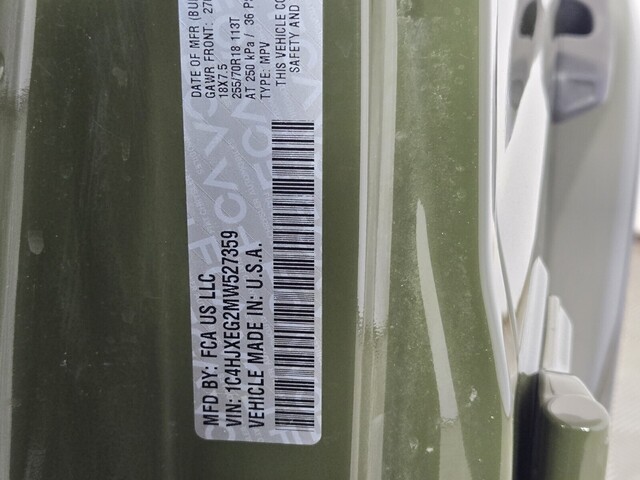 MFD BY: FCA US LLC
VIN: 1C4HJXEG2MW527359
VEHICLE MADE IN: U.S.A.
DATE OF MFR
GAWR FRONT:
18X7.5
255/70R18 113T
AT 250 kPa / 36
TYPE: MPV
THIS VEHICLE
SAFETY AND